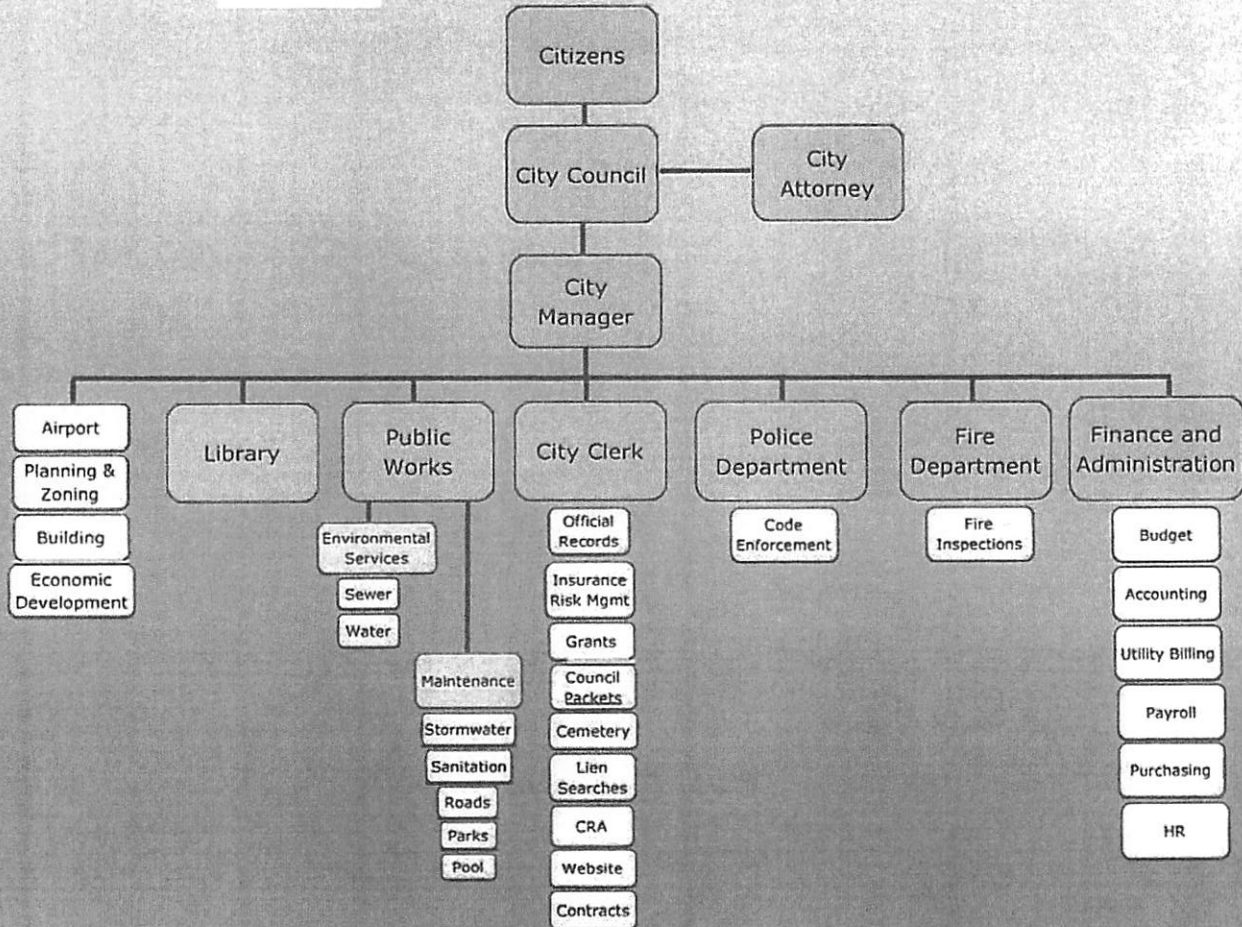 Citizens
City Council
City
Attorney
City
Manager
Airport
Planning &
Zoning
Building
Economic
Development
Library
Public
Works
Environmental
Services
Sewer
Water
Maintenance
Stormwater
Sanitation
Roads
Parks
Pool
City Clerk
Official
Records
Insurance
Risk Mgmt
Grants
Council
Packets
Cemetery
Lien
Searches
CRA
Website
Contracts
Police
Department
Code
Enforcement
Fire
Department
Fire
Inspections
Finance and
Administration
Budget
Accounting
Utility Billing
Payroll
Purchasing
HR